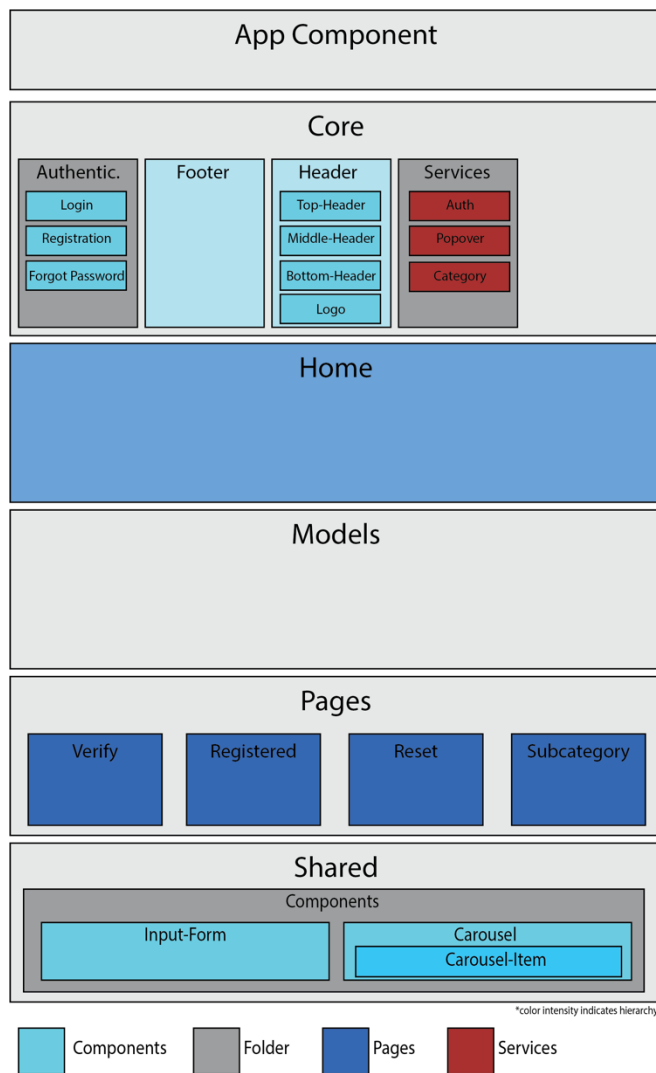 App Component
Core
Authentic.
Login
Registration
Forgot Password
Footer
Header
Top-Header
Middle-Header
Bottom-Header
Logo
Services
Auth
Popover
Category
Home
Models
Pages
Verify
Registered
Reset
Subcategory
Shared
Components
Input-Form
Carousel
Carousel-Item
*color intensity indicates hierarchy
Components
Folder
Pages
Services